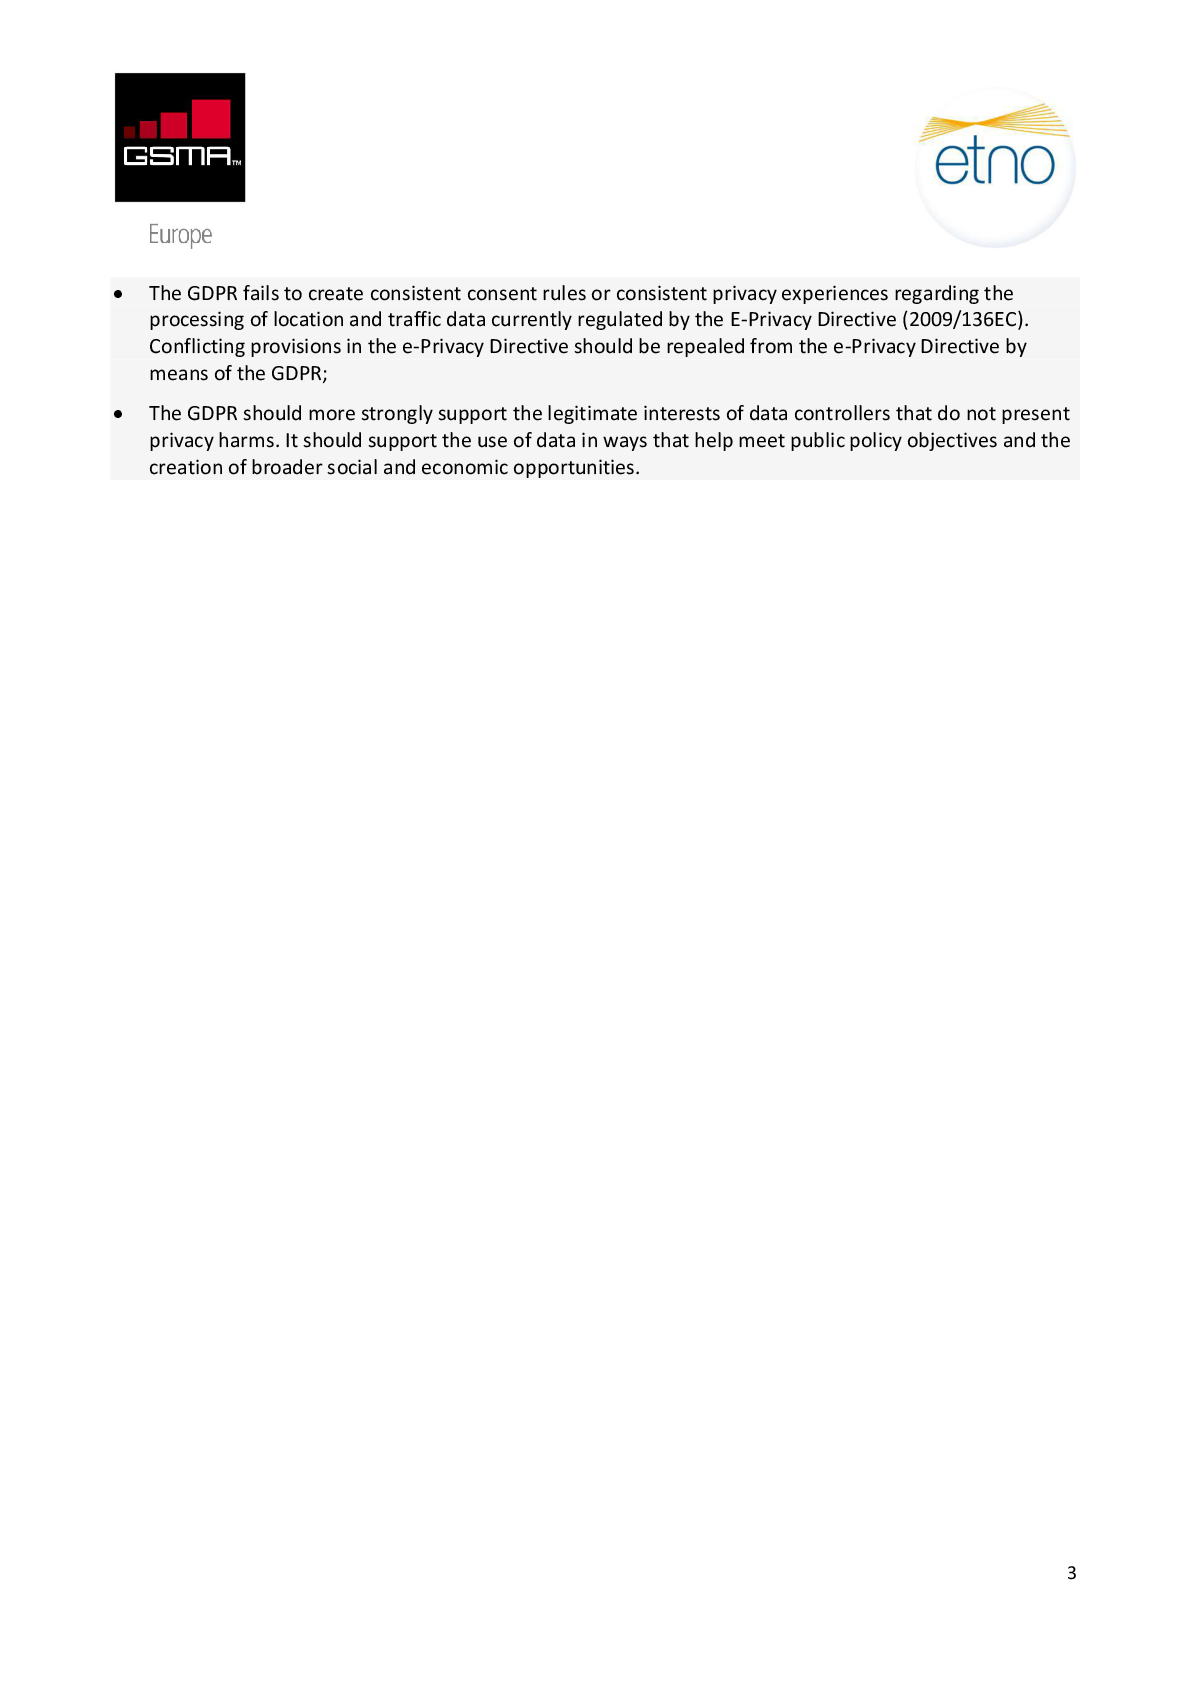 GSMA™
Europe
etno
• The GDPR fails to create consistent consent rules or consistent privacy experiences regarding the
processing of location and traffic data currently regulated by the E-Privacy Directive (2009/136EC).
Conflicting provisions in the e-Privacy Directive should be repealed from the e-Privacy Directive by
means of the GDPR;
• The GDPR should more strongly support the legitimate interests of data controllers that do not present
privacy harms. It should support the use of data in ways that help meet public policy objectives and the
creation of broader social and economic opportunities.
3